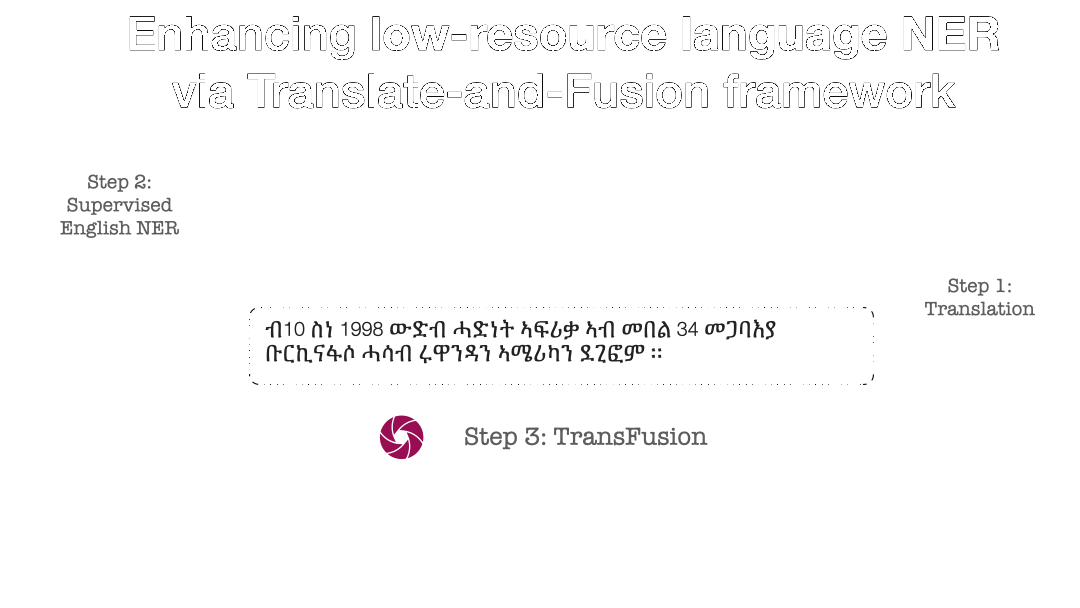 Enhancing low-resource language NER
via Translate-and-Fusion framework
Step 2:
Supervised
English NER
Step 1:
Translation
ብ10 ስነ 1998 ውድብ ሓድነት ኣፍሪቃ ኣብ መበል 34 መጋባእያ
ቡርኪናፋሶ ሓሳብ ሩዋንዳን ኣሜሪካን ደገፎም ።
Step 3: TransFusion